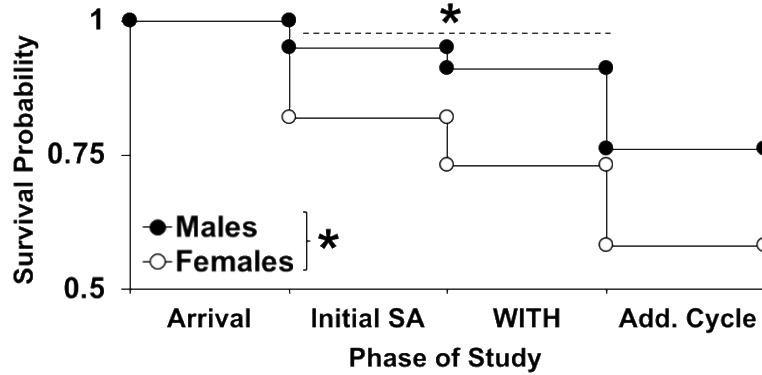 *
1
0.75
0.5
Survival Probability
Males
Females
*
Arrival Initial SA WITH Add. Cycle
Phase of Study